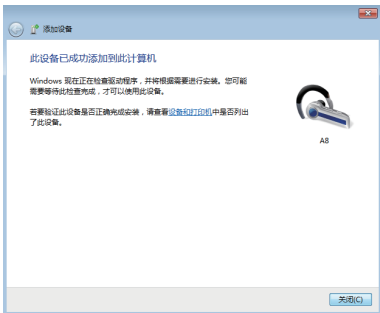 添加设备
此设备已成功添加到此计算机
Windows 现在正在检查驱动程序，并将根据需要进行安装。您可能
需要等待此检查完成，才可以使用此设备。
若要验证此设备是否正确完成安装，请查看设备和打印机中是否列出
了此设备。
A8
关闭(C)